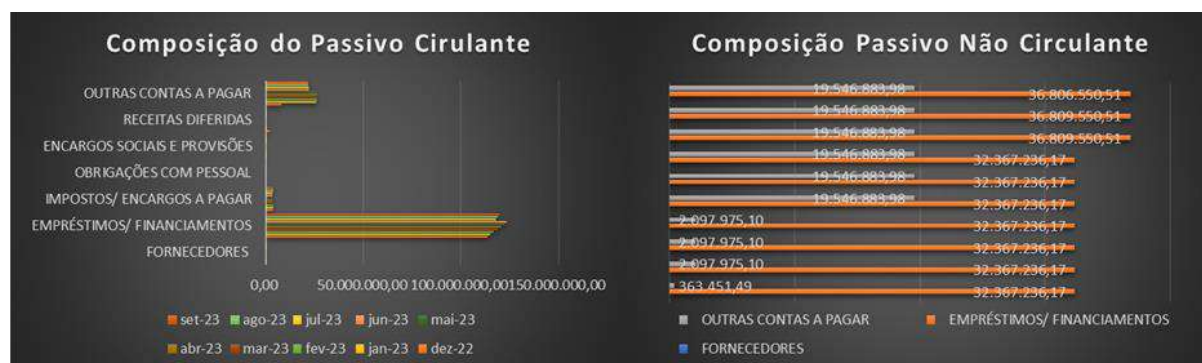 Composição do Passivo Cirulante
OUTRAS CONTAS A PAGAR
RECEITAS DIFERIDAS
ENCARGOS SOCIAIS E PROVISÕES
OBRIGAÇÕES COM PESSOAL
IMPOSTOS/ ENCARGOS A PAGAR
EMPRÉSTIMOS/ FINANCIAMENTOS
FORNECEDORES
0,00 50.000.000,00 100.000.000,00 150.000.000,00
set-23 ago-23 jul-23 jun-23 mai-23
abr-23 mar-23 fev-23 jan-23 dez-22
Composição Passivo Não Circulante
19.546.883,98 36.806.550,51
19.546.883,98 36.809.550,51
19.546.883,98 36.809.550,51
19.546.883,98 32.367.236,17
19.546.883,98 32.367.236,17
19.546.883,98 32.367.236,17
2.097.975,10 32.367.236,17
2.097.975,10 32.367.236,17
2.097.975,10 32.367.236,17
363.451,49 32.367.236,17
OUTRAS CONTAS A PAGAR EMPRÉSTIMOS/ FINANCIAMENTOS
FORNECEDORES